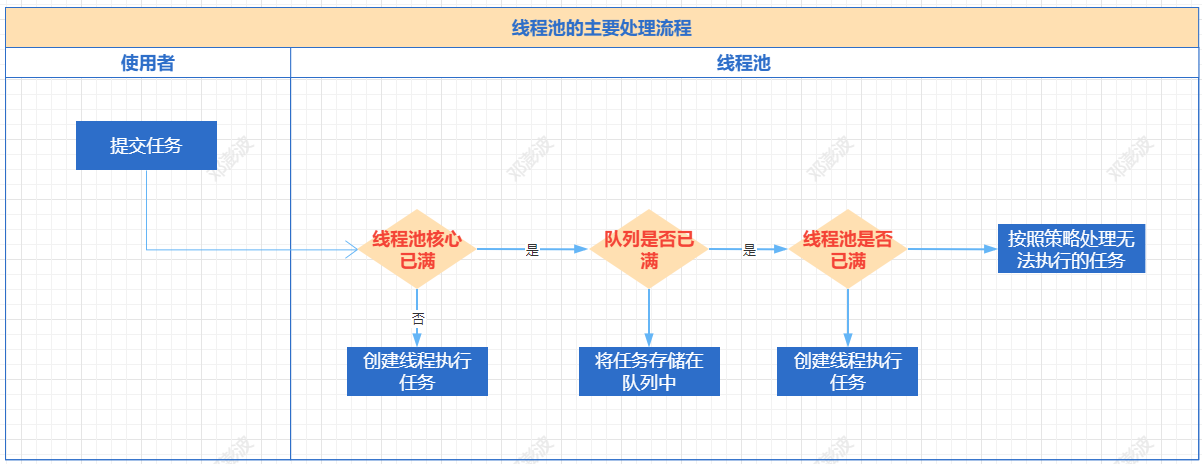 线程池的主要处理流程
使用者
线程池
提交任务
邓澎波
邓澎波
邓澎波
邓澎波
线程池核心
已满
是
队列是否已
满
是
线程池是否
已满
按照策略处理无
法执行的任务
否
创建线程执行
任务
将任务存储在
队列中
创建线程执行
任务
邓澎波
邓澎波
邓澎波
邓澎波